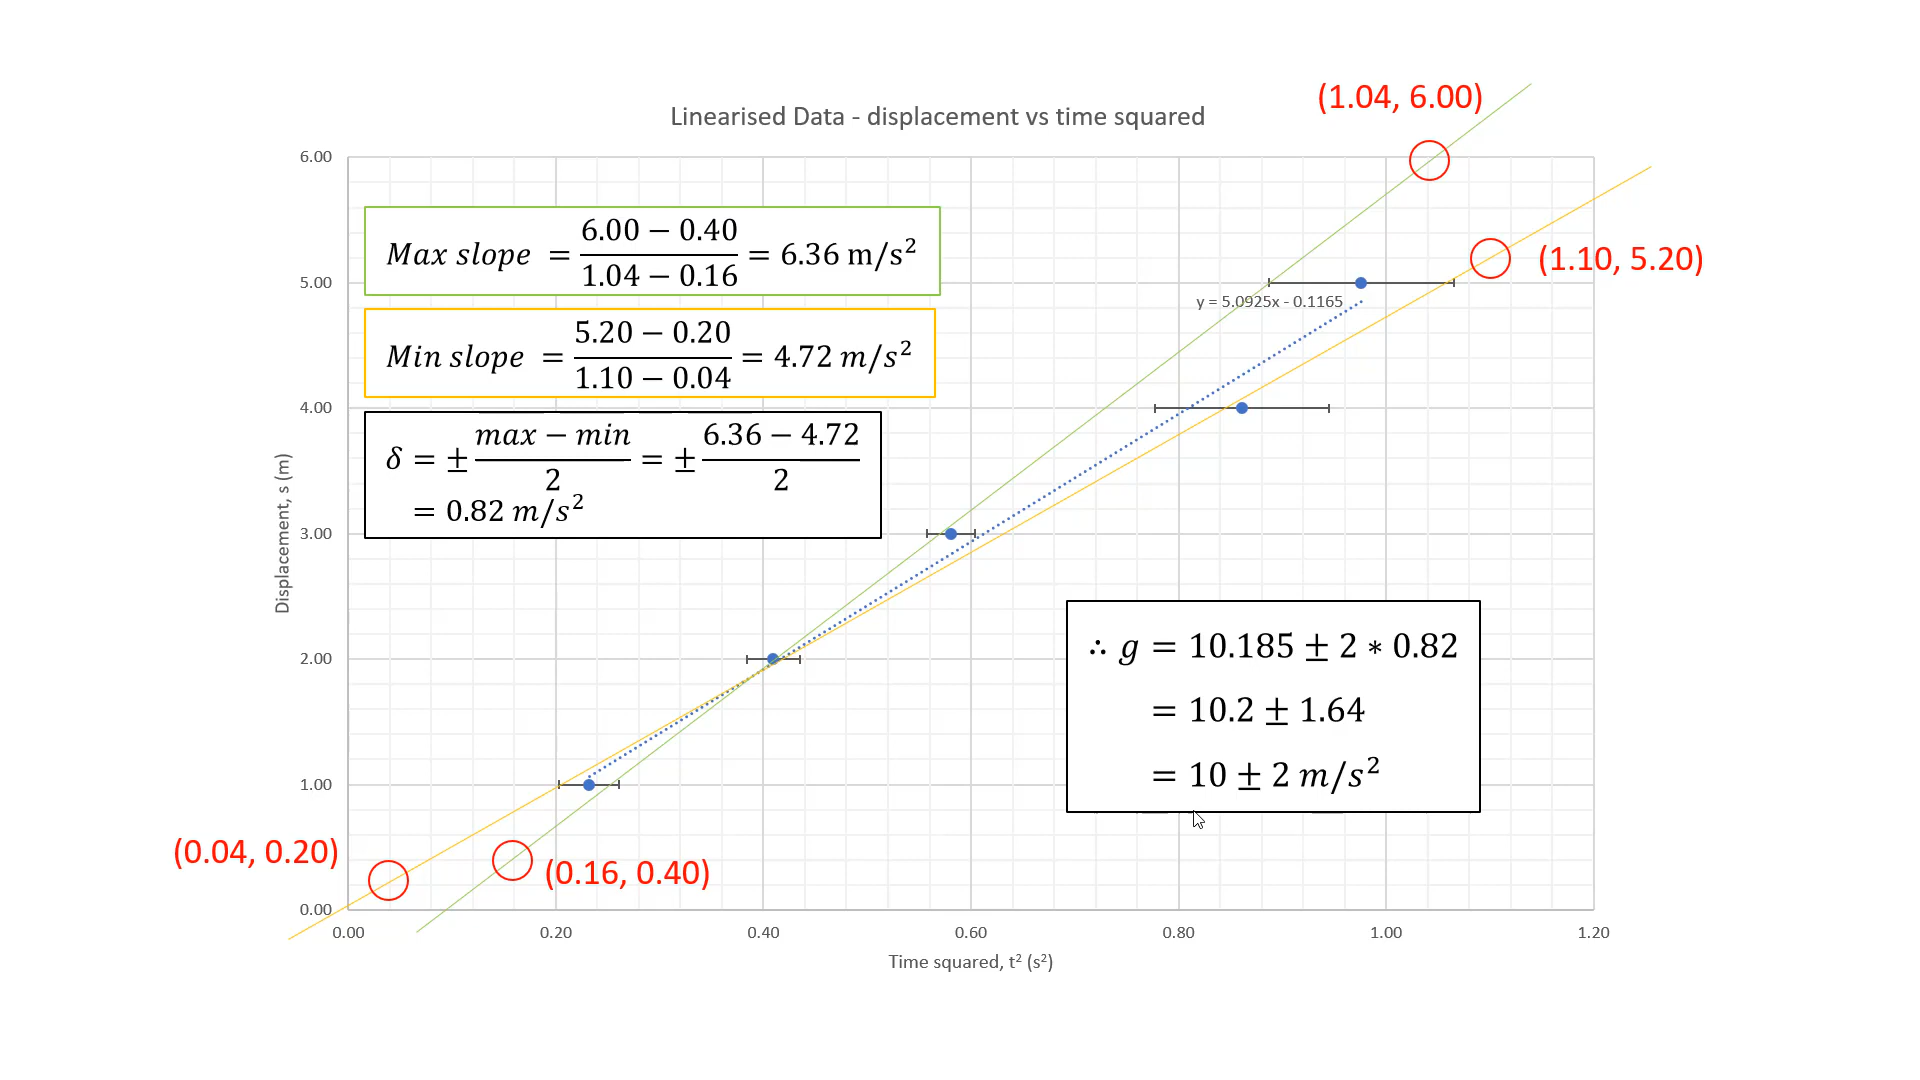 (1.04, 6.00)
Linearised Data - displacement vs time squared
6.00
Max slope = (6.00 − 0.40)/(1.04 − 0.16) = 6.36 m/s²
(1.10, 5.20)
5.00
y = 5.0925x - 0.1165
Min slope = (5.20 − 0.20)/(1.10 − 0.04) = 4.72 m/s²
4.00
δ = ± (max − min)/2 = ± (6.36 − 4.72)/2
= 0.82 m/s²
3.00
Displacement, s (m)
∴ g = 10.185 ± 2 * 0.82
2.00
= 10.2 ± 1.64
= 10 ± 2 m/s²
1.00
(0.04, 0.20)
(0.16, 0.40)
0.00
0.00 0.20 0.40 0.60 0.80 1.00 1.20
Time squared, t² (s²)